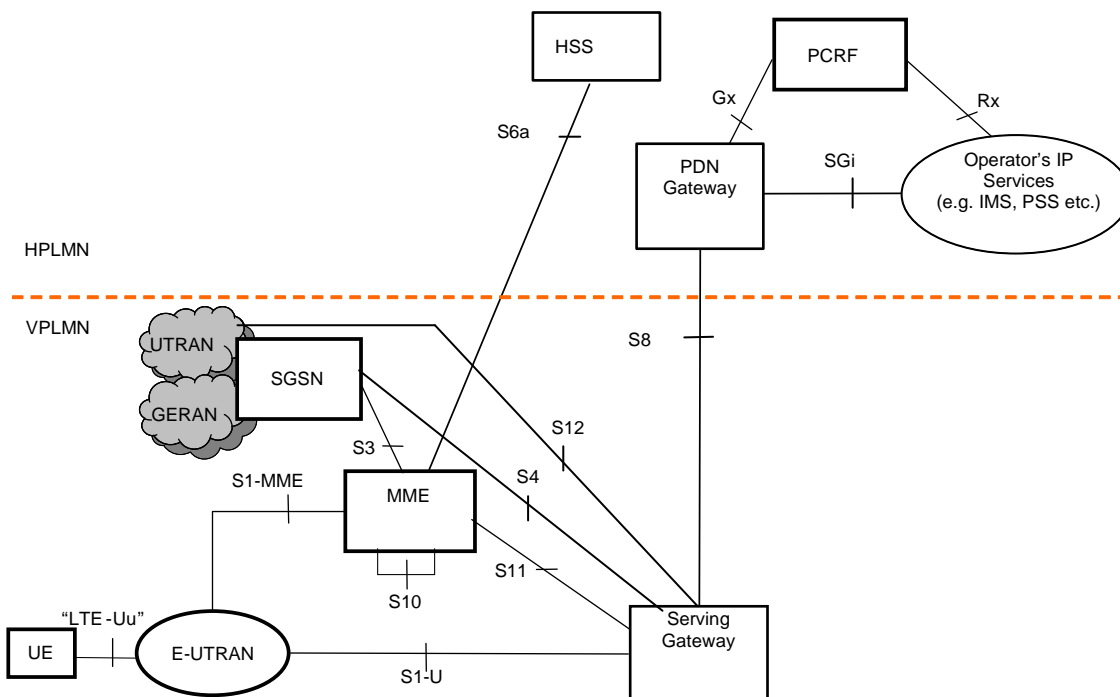 HSS
PCRF
Gx
Rx
S6a
PDN
Gateway
SGi
Operator's IP
Services
(e.g. IMS, PSS etc.)
HPLMN
VPLMN
UTRAN
S8
SGSN
GERAN
S12
S3
S4
S1-MME
MME
S11
S10
"LTE-Uu"
Serving
Gateway
UE
E-UTRAN
S1-U